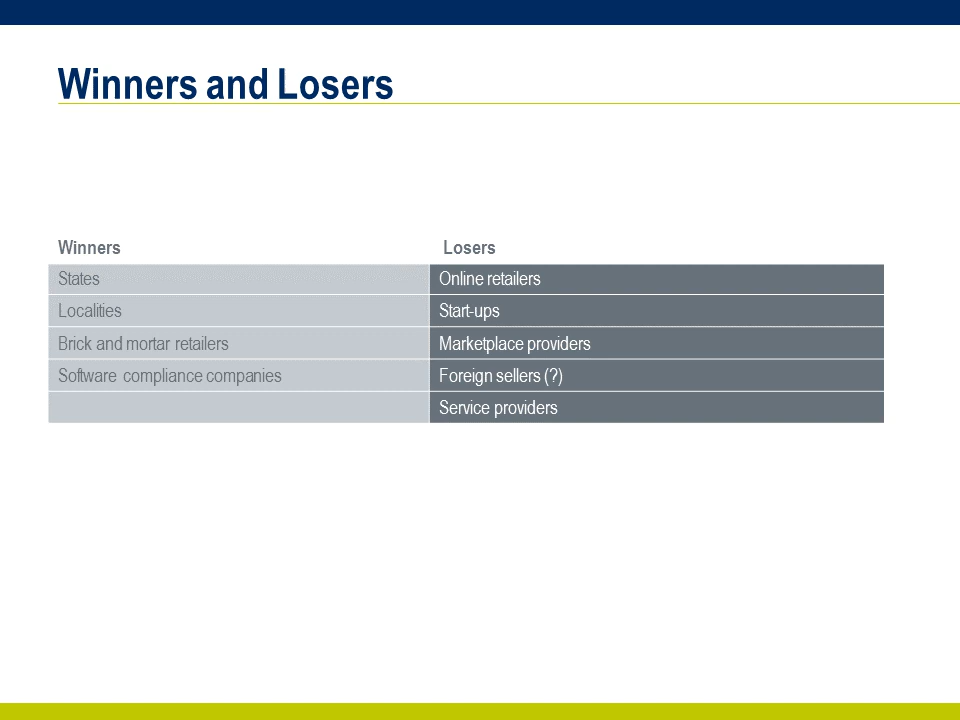 Winners and Losers
Winners Losers
States Online retailers
Localities Start-ups
Brick and mortar retailers Marketplace providers
Software compliance companies Foreign sellers (?)
Service providers